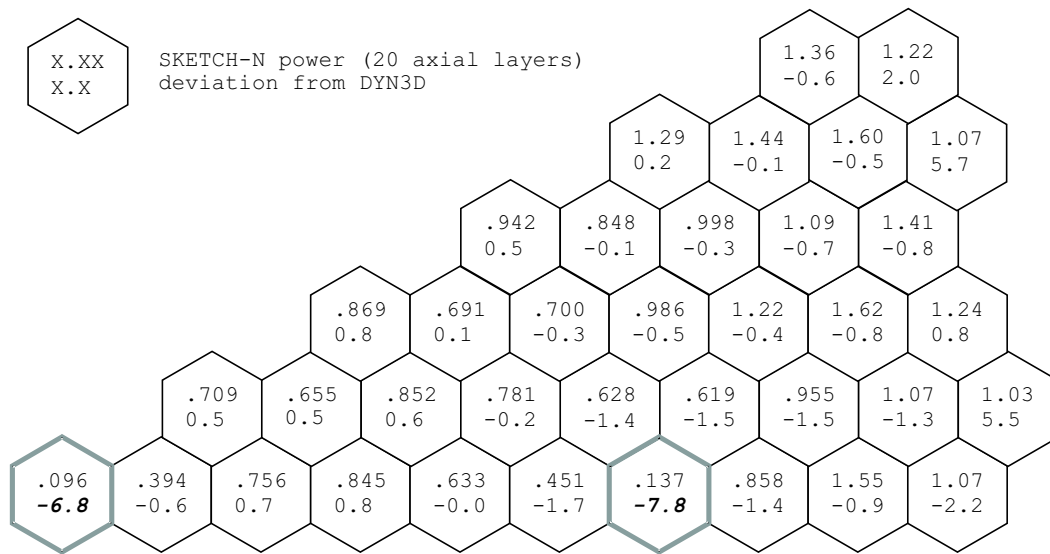 X.XX
X.X
SKETCH-N power (20 axial layers)
deviation from DYN3D
1.36 1.22
-0.6 2.0
1.29 1.44 1.60 1.07
0.2 -0.1 -0.5 5.7
.942 .848 .998 1.09 1.41
0.5 -0.1 -0.3 -0.7 -0.8
.869 .691 .700 .986 1.22 1.62 1.24
0.8 0.1 -0.3 -0.5 -0.4 -0.8 0.8
.709 .655 .852 .781 .628 .619 .955 1.07 1.03
0.5 0.5 0.6 -0.2 -1.4 -1.5 -1.5 -1.3 5.5
.096 .394 .756 .845 .633 .451 .137 .858 1.55 1.07
-6.8 -0.6 0.7 0.8 -0.0 -1.7 -7.8 -1.4 -0.9 -2.2